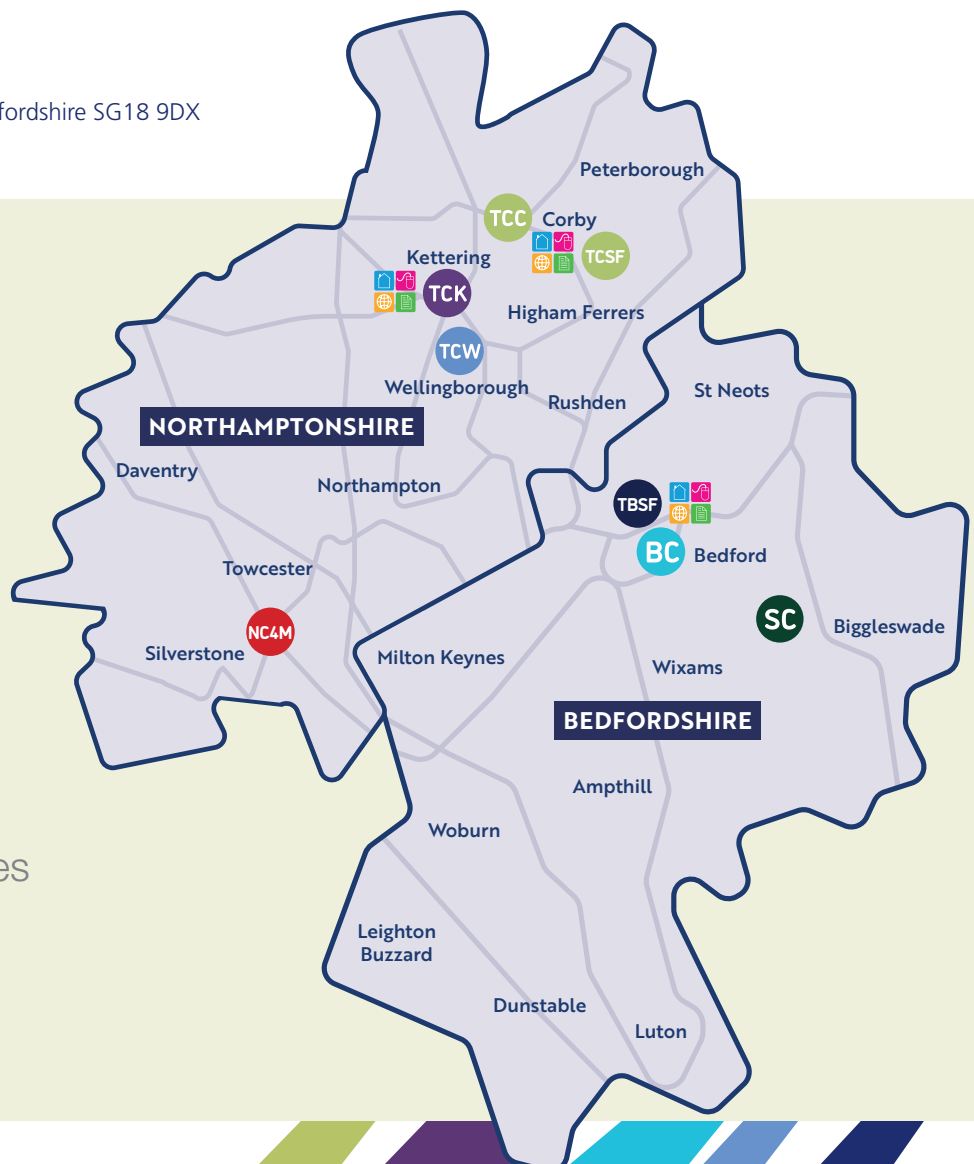 fordshire SG18 9DX
Peterborough
TCC
Corby
TCSF
Kettering
TCK
Higham Ferrers
TCW
Wellingborough
Rushden
St Neots
NORTHAMPTONSHIRE
Daventry
Northampton
TBSF
BC
Bedford
Towcester
SC
NC4M
Biggleswade
Silverstone
Milton Keynes
Wixams
BEDFORDSHIRE
Ampthill
Woburn
es
Leighton
Buzzard
Dunstable
Luton